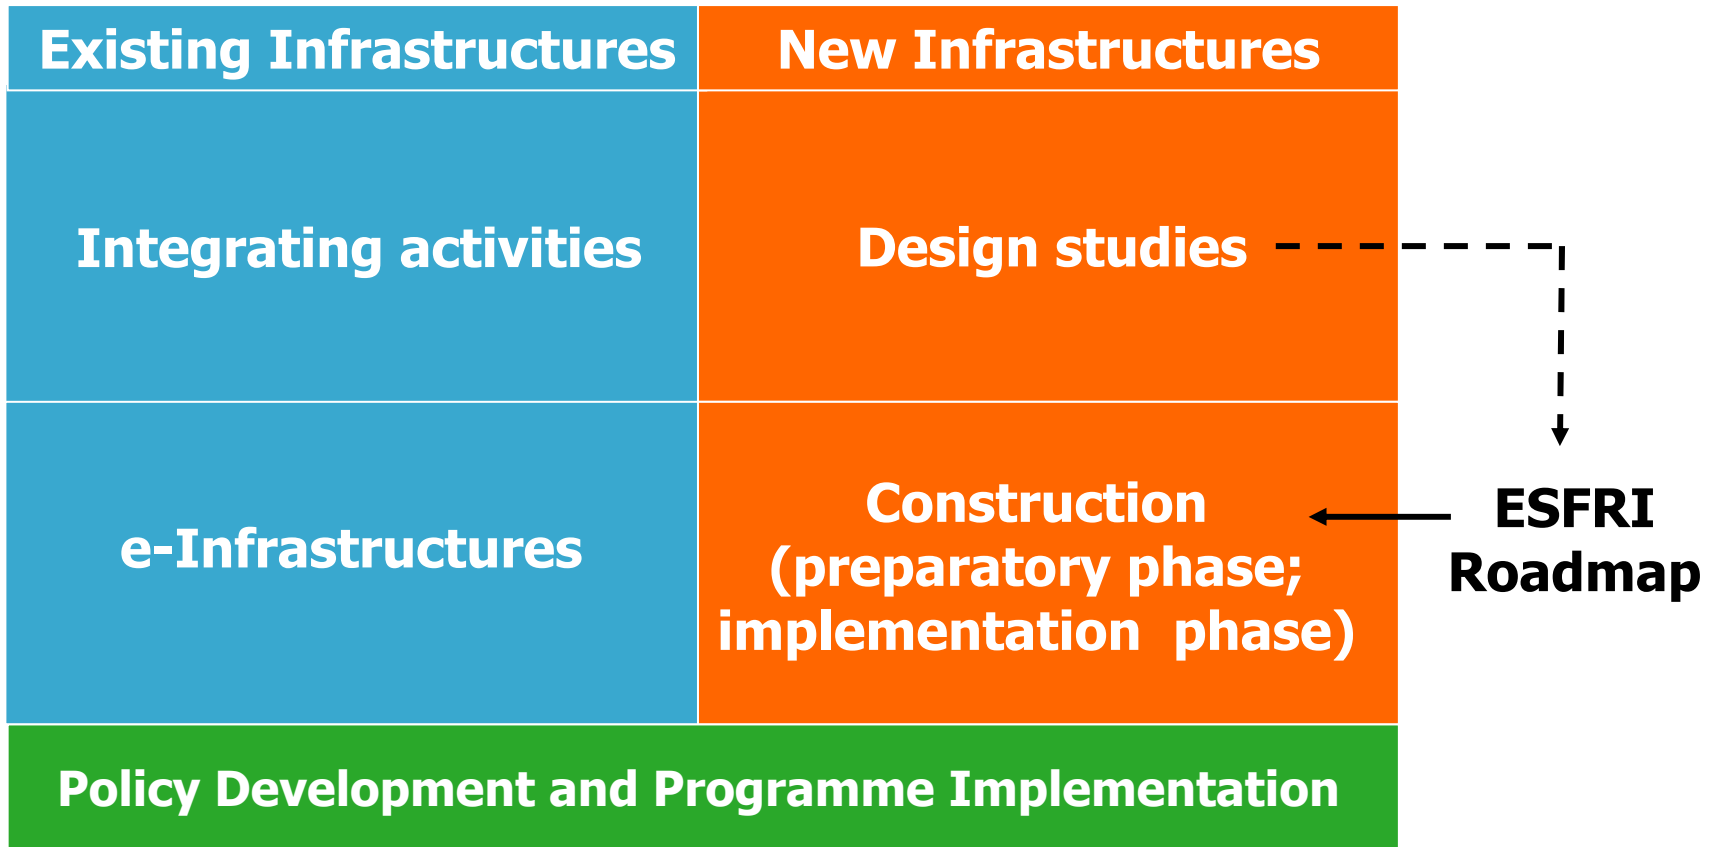 Existing Infrastructures
New Infrastructures
Integrating activities
Design studies
e-Infrastructures
Construction
(preparatory phase;
implementation phase)
ESFRI
Roadmap
Policy Development and Programme Implementation